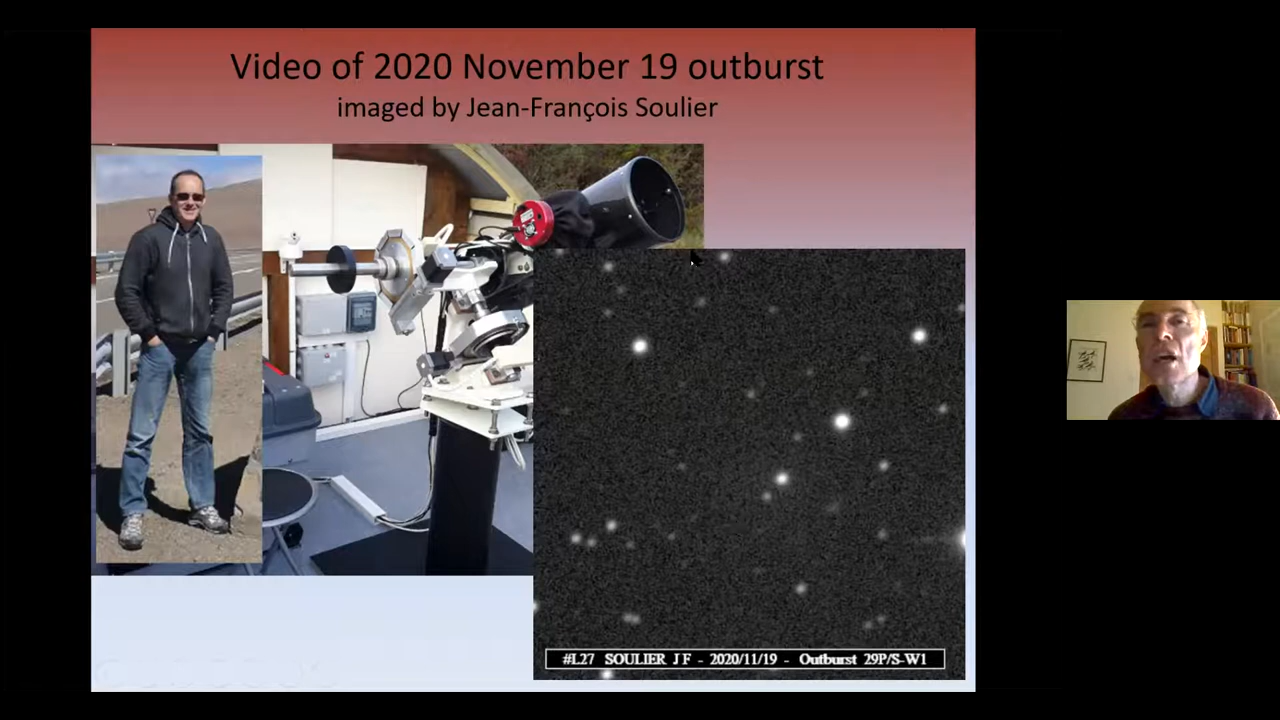 Video of 2020 November 19 outburst
imaged by Jean-François Soulier
#L27 SOULIER J F - 2020/11/19 - Outburst 29P/S-W1